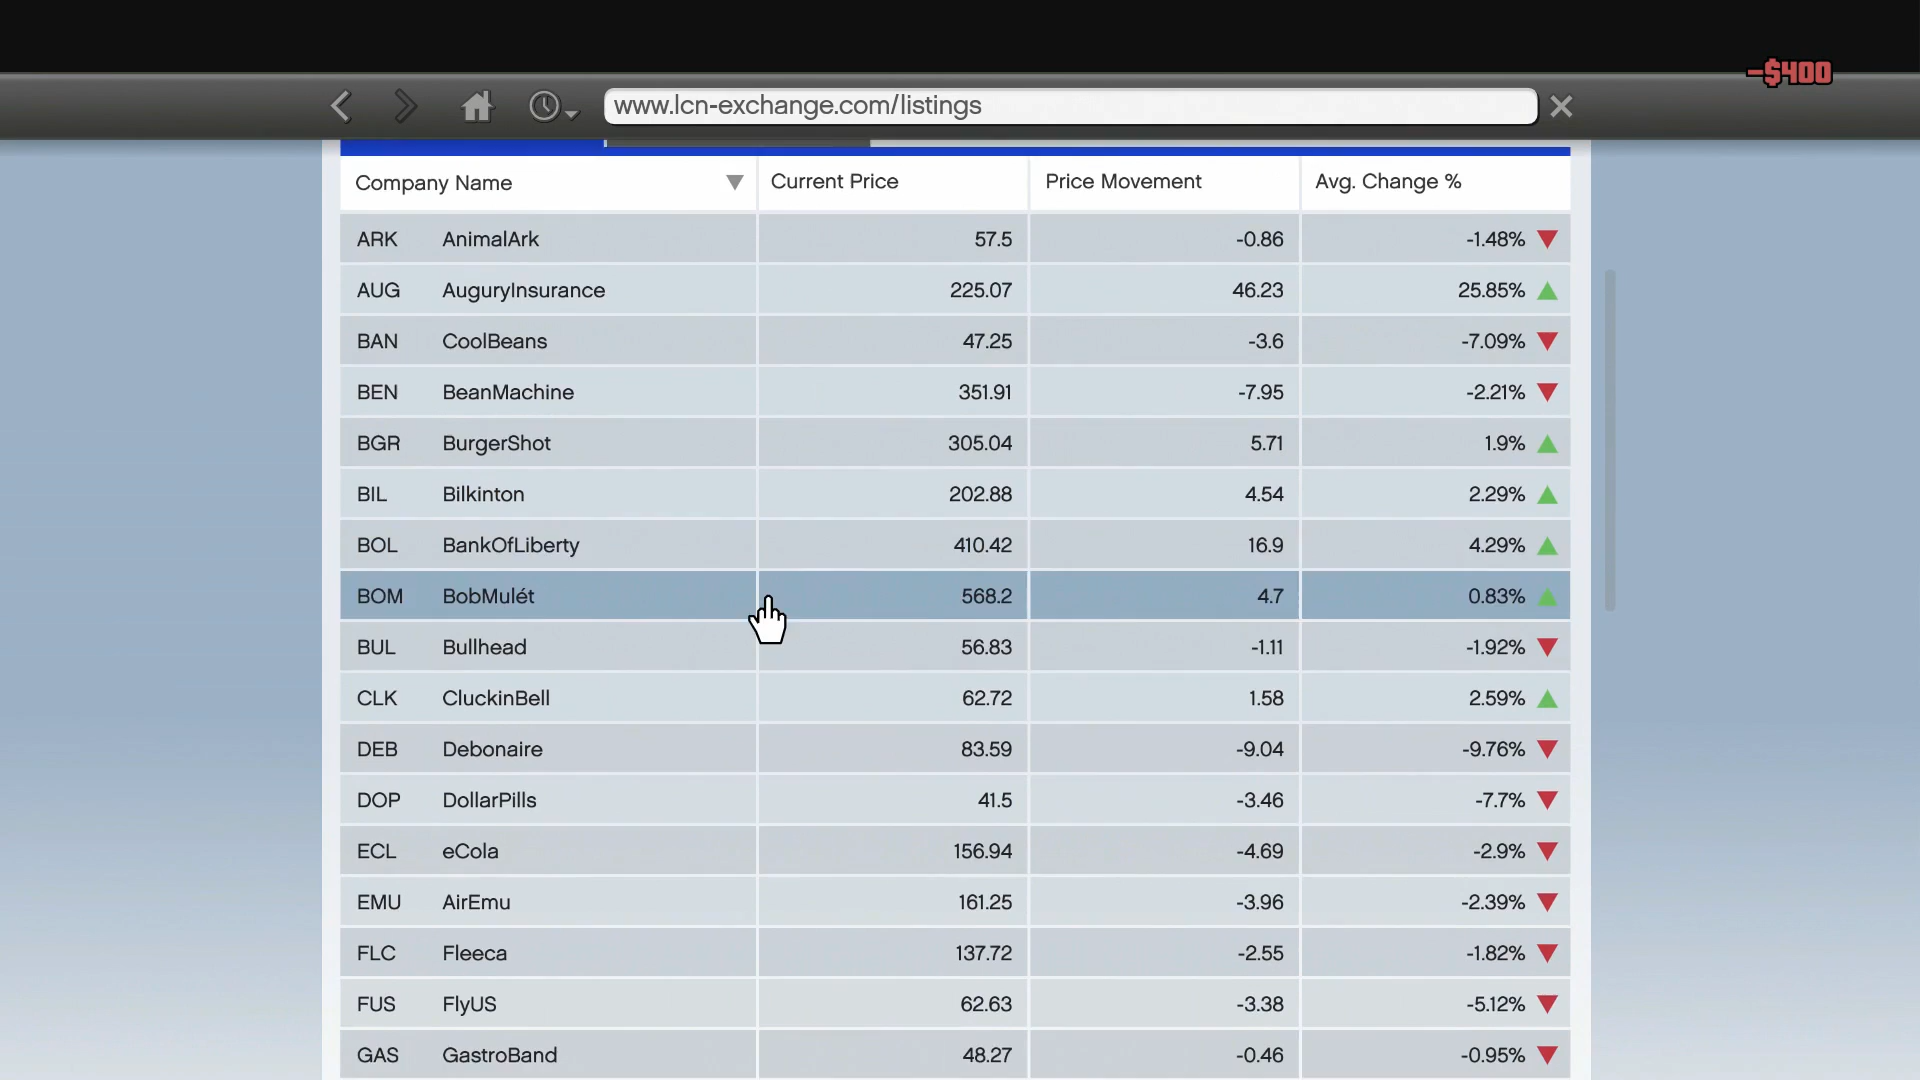 -$400
www.lcn-exchange.com/listings
Company Name Current Price Price Movement Avg. Change %
ARK AnimalArk 57.5 -0.86 -1.48%
AUG AuguryInsurance 225.07 46.23 25.85%
BAN CoolBeans 47.25 -3.6 -7.09%
BEN BeanMachine 351.91 -7.95 -2.21%
BGR BurgerShot 305.04 5.71 1.9%
BIL Bilkinton 202.88 4.54 2.29%
BOL BankOfLiberty 410.42 16.9 4.29%
BOM BobMulét 568.2 4.7 0.83%
BUL Bullhead 56.83 -1.11 -1.92%
CLK CluckinBell 62.72 1.58 2.59%
DEB Debonaire 83.59 -9.04 -9.76%
DOP DollarPills 41.5 -3.46 -7.7%
ECL eCola 156.94 -4.69 -2.9%
EMU AirEmu 161.25 -3.96 -2.39%
FLC Fleeca 137.72 -2.55 -1.82%
FUS FlyUS 62.63 -3.38 -5.12%
GAS GastroBand 48.27 -0.46 -0.95%